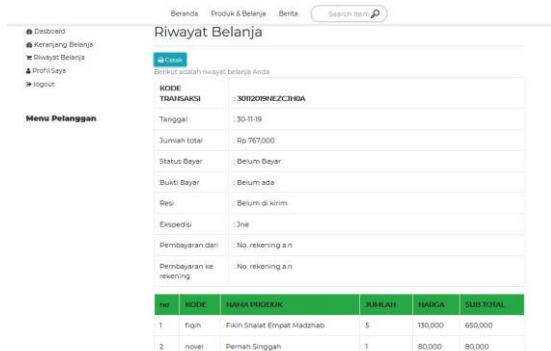 Beranda Produk & Belanja Berita Search Item
Dasboard
Keranjang Belanja
Riwayat Belanja
Profil Saya
logout
Menu Pelanggan
Riwayat Belanja
Cetak
Berikut adalah riwayat belanja Anda
KODE TRANSAKSI : 30112019NEZCJH0A
Tanggal : 30-11-19
Jumlah total : Rp 767,000
Status Bayar : Belum Bayar
Bukti Bayar : Belum ada
Resi : Belum di kirim
Ekspedisi : Jne
Pembayaran dari : No. rekening a.n
Pembayaran ke rekening : No. rekening a.n
no KODE NAMA PRODUK JUMLAH HARGA SUB TOTAL
1 fiqih Fikih Shalat Empat Madzhab 5 130,000 650,000
2 novel Pernah Singgah 1 80,000 80,000